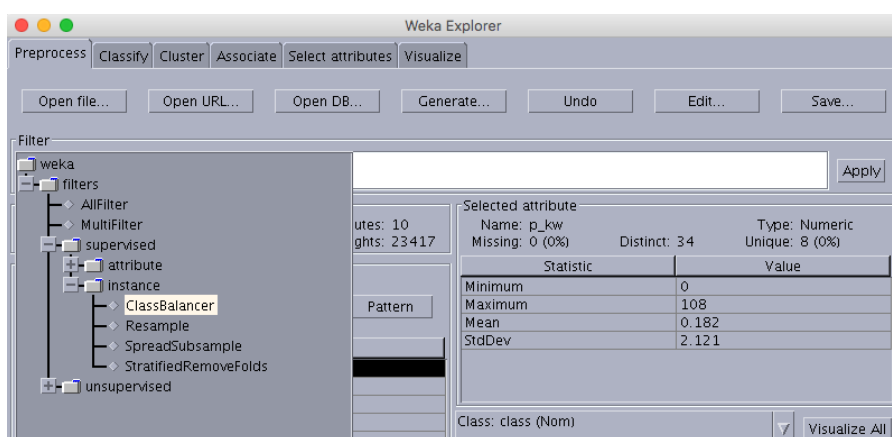 Weka Explorer
Preprocess Classify Cluster Associate Select attributes Visualize
Open file... Open URL... Open DB... Generate... Undo Edit... Save...
Filter
weka
filters
AllFilter
MultiFilter
supervised
attribute
instance
ClassBalancer
Resample
SpreadSubsample
StratifiedRemoveFolds
unsupervised
Apply
utes: 10
ghts: 23417
Pattern
Selected attribute
Name: p_kw Type: Numeric
Missing: 0 (0%) Distinct: 34 Unique: 8 (0%)
Statistic Value
Minimum 0
Maximum 108
Mean 0.182
StdDev 2.121
Class: class (Nom) Visualize All